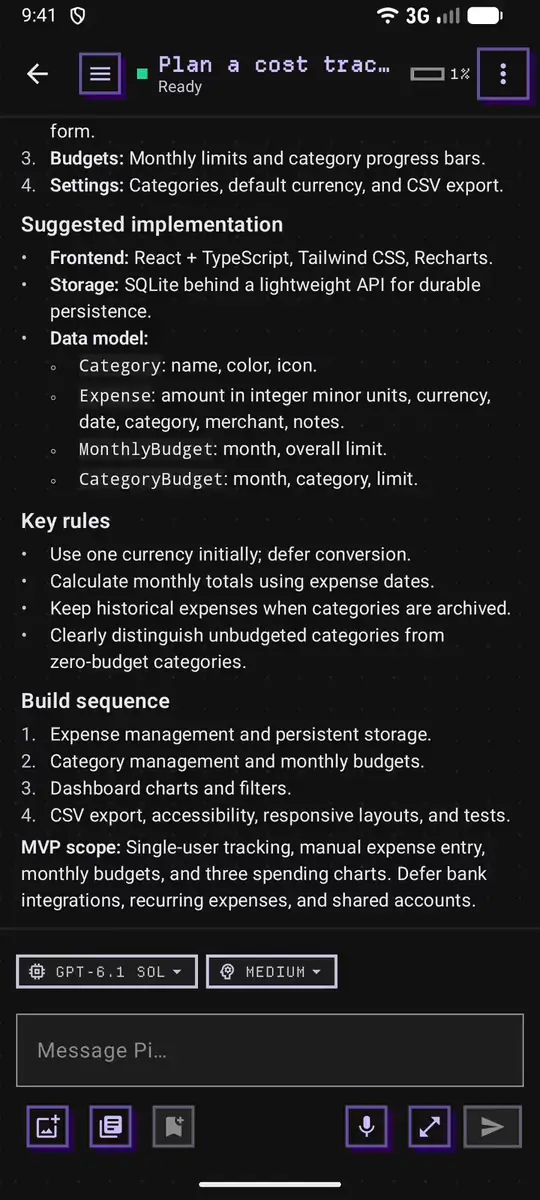 9:41
3G
Plan a cost trac…
Ready
1%
form.
3. Budgets: Monthly limits and category progress bars.
4. Settings: Categories, default currency, and CSV export.
Suggested implementation
• Frontend: React + TypeScript, Tailwind CSS, Recharts.
• Storage: SQLite behind a lightweight API for durable
persistence.
• Data model:
◦ Category: name, color, icon.
◦ Expense: amount in integer minor units, currency,
date, category, merchant, notes.
◦ MonthlyBudget: month, overall limit.
◦ CategoryBudget: month, category, limit.
Key rules
• Use one currency initially; defer conversion.
• Calculate monthly totals using expense dates.
• Keep historical expenses when categories are archived.
• Clearly distinguish unbudgeted categories from
zero-budget categories.
Build sequence
1. Expense management and persistent storage.
2. Category management and monthly budgets.
3. Dashboard charts and filters.
4. CSV export, accessibility, responsive layouts, and tests.
MVP scope: Single-user tracking, manual expense entry,
monthly budgets, and three spending charts. Defer bank
integrations, recurring expenses, and shared accounts.
GPT-6.1 SOL
MEDIUM
Message Pi…